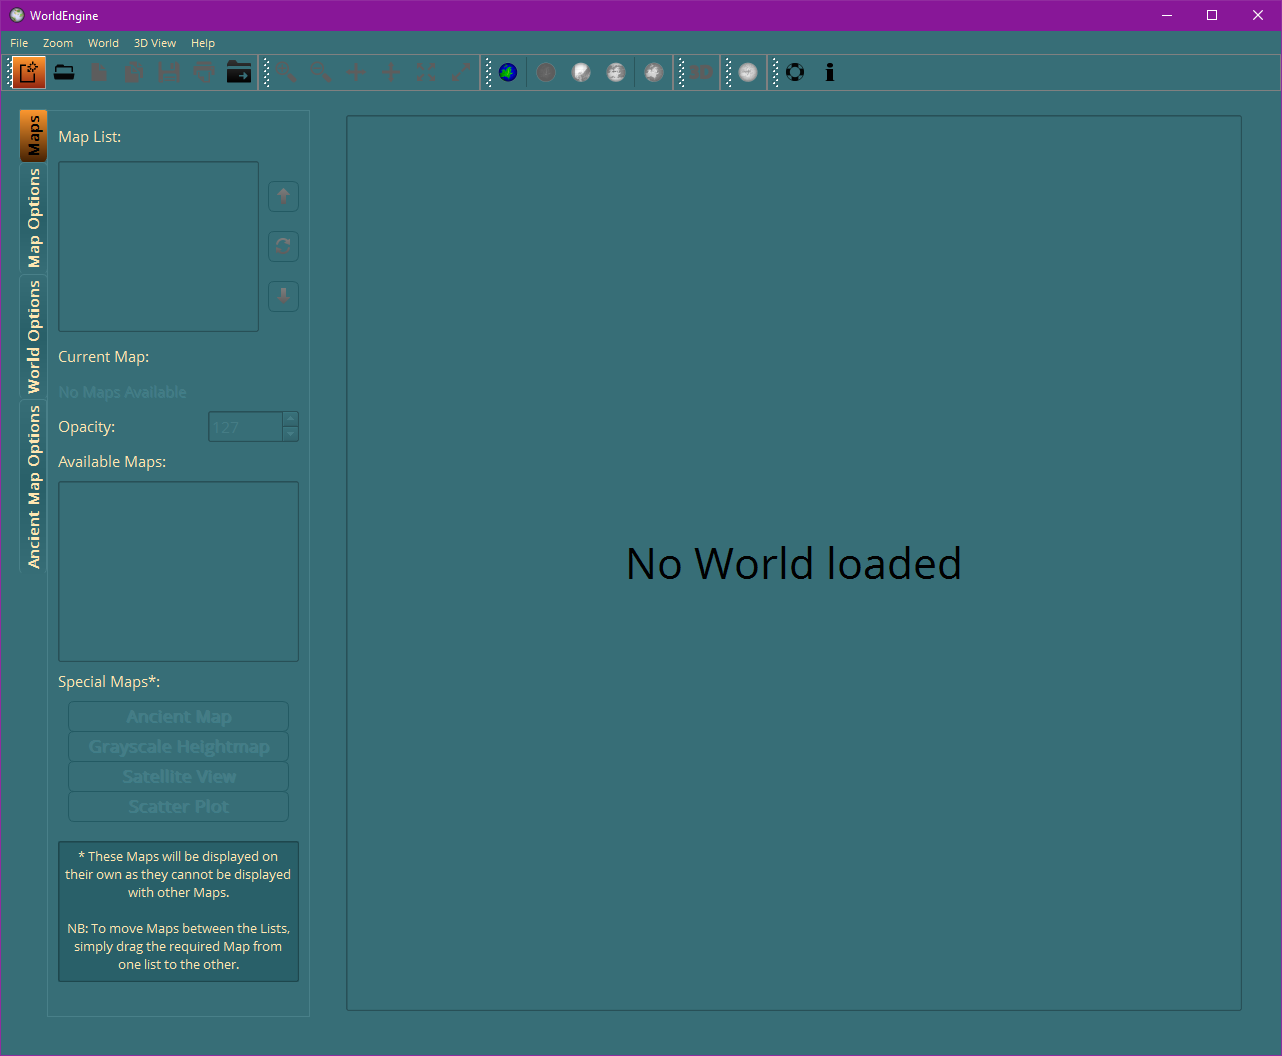 WorldEngine
File Zoom World 3D View Help
Maps
Map Options
World Options
Ancient Map Options
Map List:
Current Map:
No Maps Available
Opacity: 127
Available Maps:
Special Maps*:
Ancient Map
Grayscale Heightmap
Satellite View
Scatter Plot
* These Maps will be displayed on
their own as they cannot be displayed
with other Maps.
NB: To move Maps between the Lists,
simply drag the required Map from
one list to the other.
No World loaded